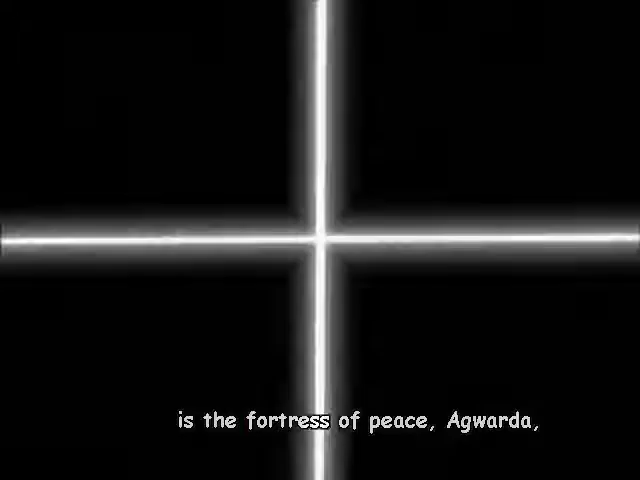 is the fortress of peace, Agwarda,